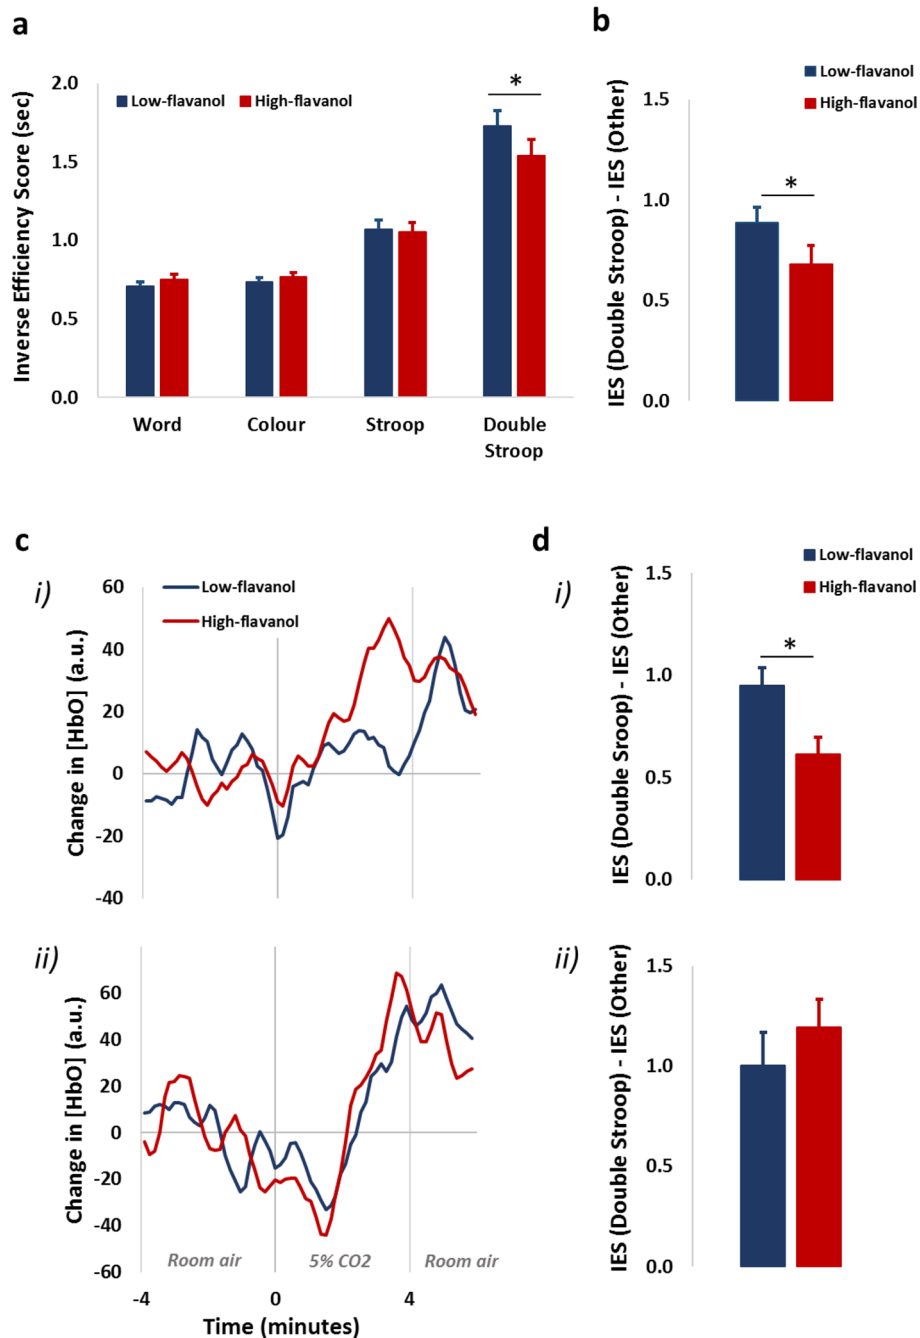 a
Inverse Efficiency Score (sec)
2.0
1.5
1.0
0.5
0.0
Low-flavanol High-flavanol
*
Word Colour Stroop Double
Stroop
b
IES (Double Stroop) - IES (Other)
Low-flavanol
High-flavanol
1.5
1.0
0.5
0.0
*
c
i)
Change in [HbO] (a.u.)
60
40
20
0
-20
-40
Low-flavanol
High-flavanol
d
i)
IES (Double Sroop) - IES (Other)
Low-flavanol
High-flavanol
1.5
1.0
0.5
0.0
*
ii)
Change in [HbO] (a.u.)
60
40
20
0
-20
-40
-60
Room air 5% CO2 Room air
-4 0 4
Time (minutes)
ii)
IES (Double Stroop) - IES (Other)
1.5
1.0
0.5
0.0